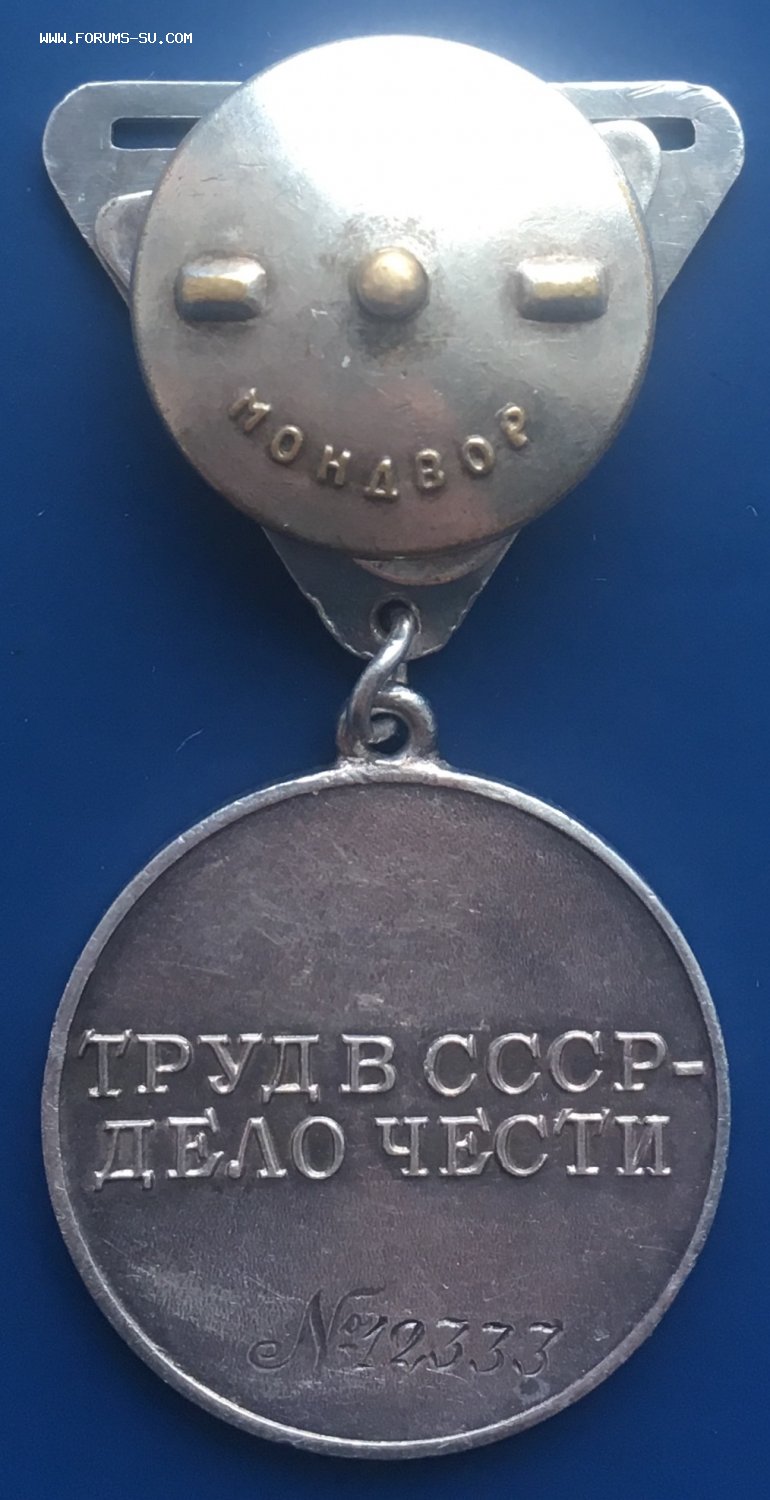 WWW.FORUMS-SU.COM
МОНДВОР
ТРУД В СССР-
ДЕЛО ЧЕСТИ
№12333